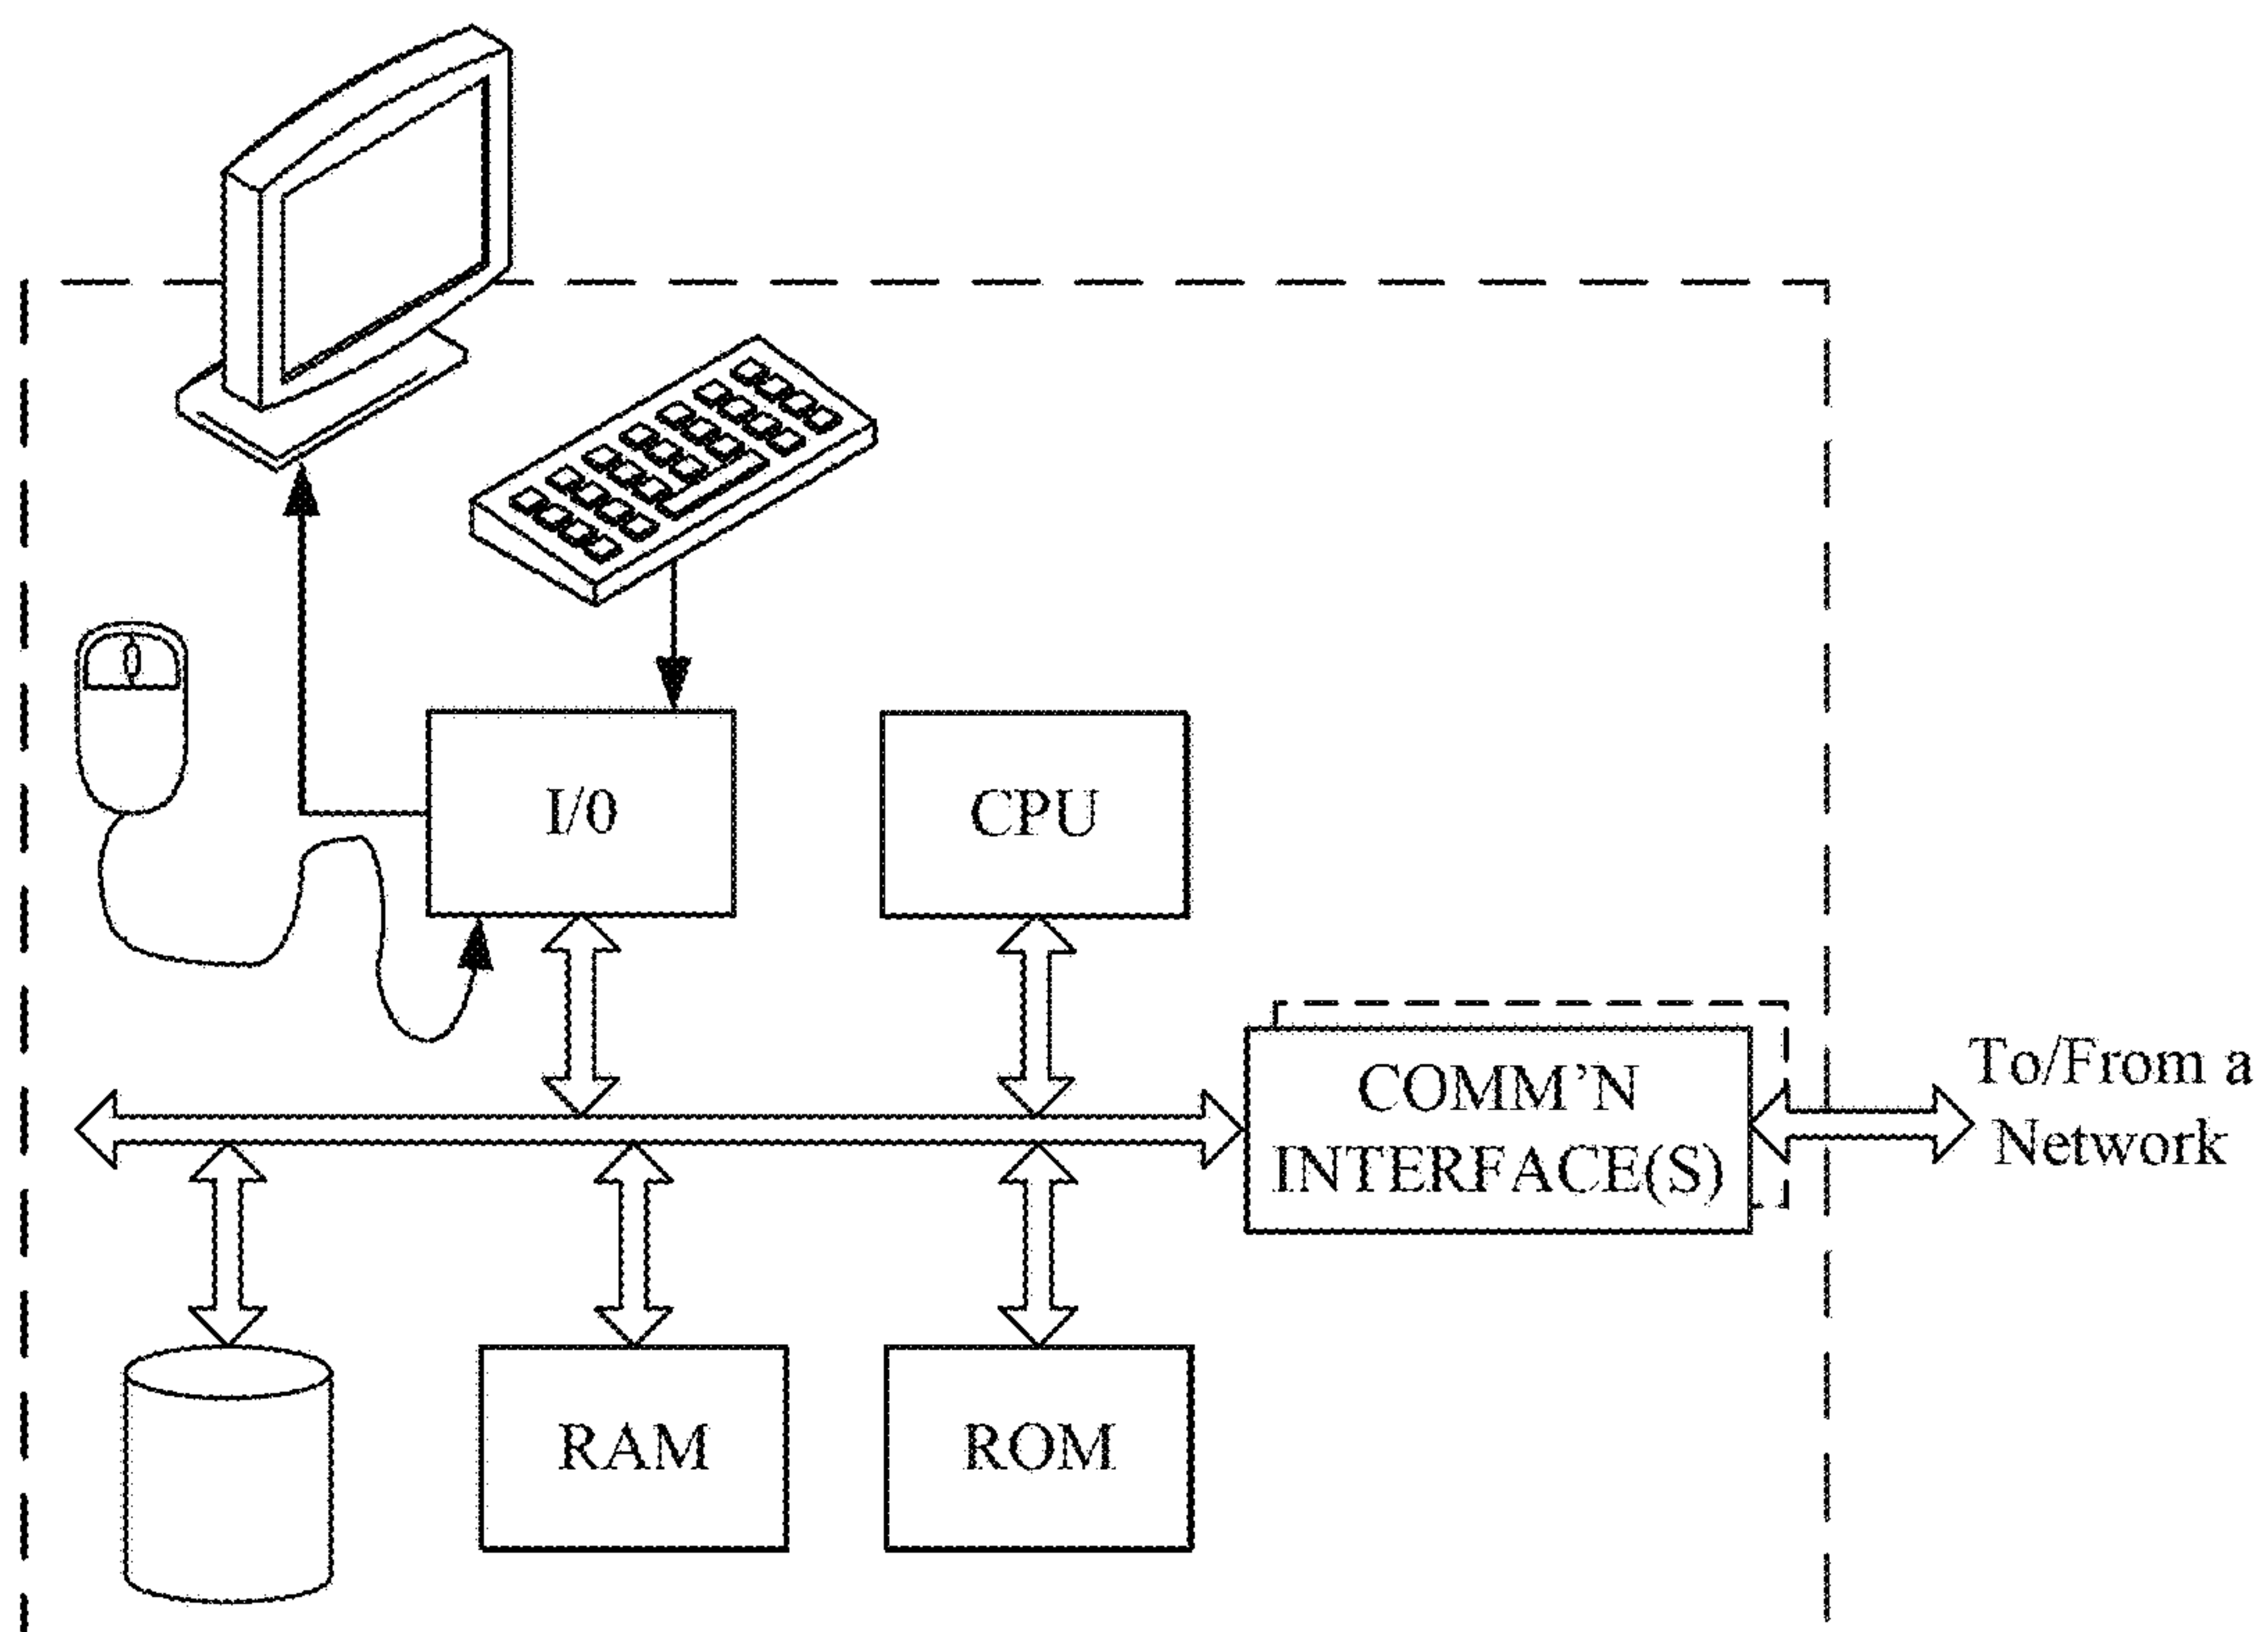 I/0
CPU
COMM’N
INTERFACE(S)
To/From a
Network
RAM
ROM